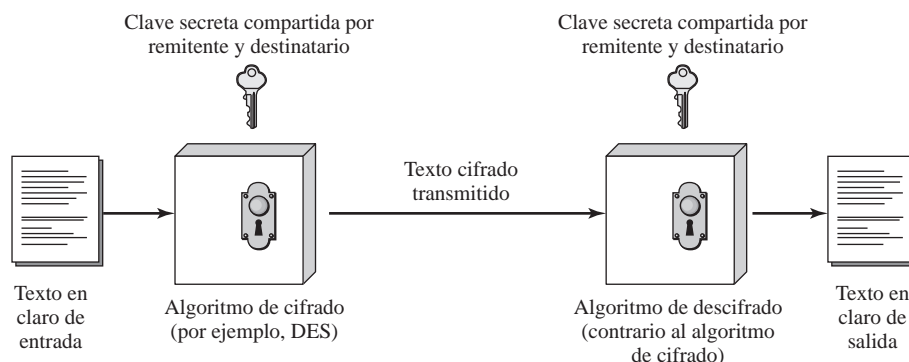 Clave secreta compartida por
remitente y destinatario
Clave secreta compartida por
remitente y destinatario
Texto cifrado
transmitido
Texto en
claro de
entrada
Algoritmo de cifrado
(por ejemplo, DES)
Algoritmo de descifrado
(contrario al algoritmo
de cifrado)
Texto en
claro de
salida